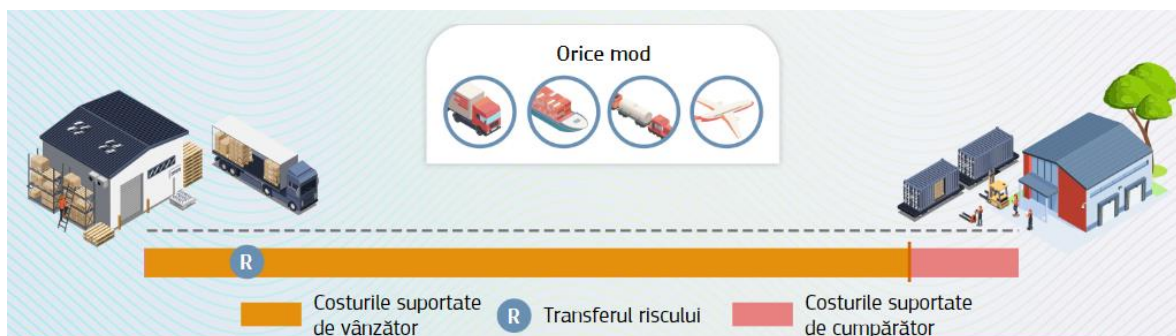 Orice mod
R
Costurile suportate
de vânzător
R Transferul riscului
Costurile suportate
de cumpărător